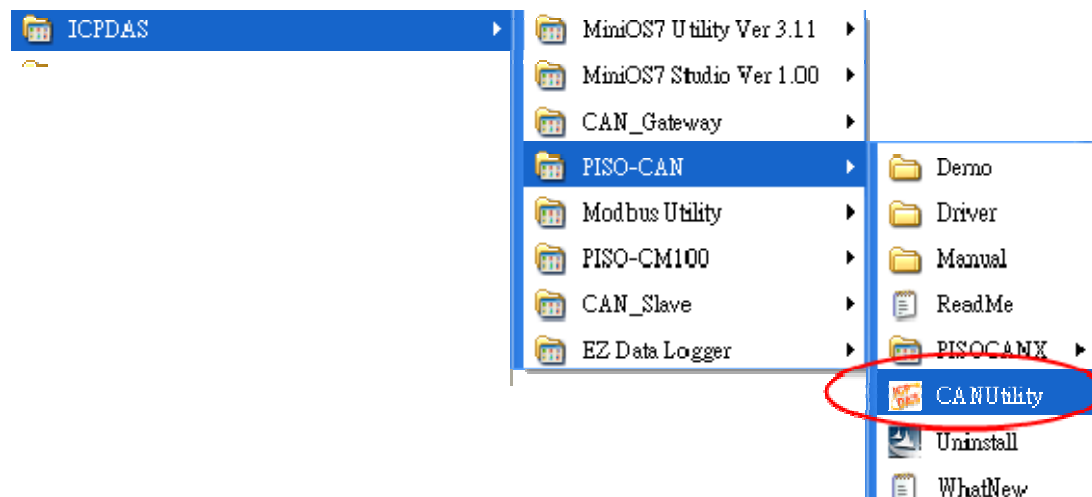 ICPDAS
MiniOS7 Utility Ver 3.11
MiniOS7 Studio Ver 1.00
CAN_Gateway
PISO-CAN
Modbus Utility
PISO-CM100
CAN_Slave
EZ Data Logger
Demo
Driver
Manual
ReadMe
PISOCANX
CANUtility
Uninstall
WhatNew